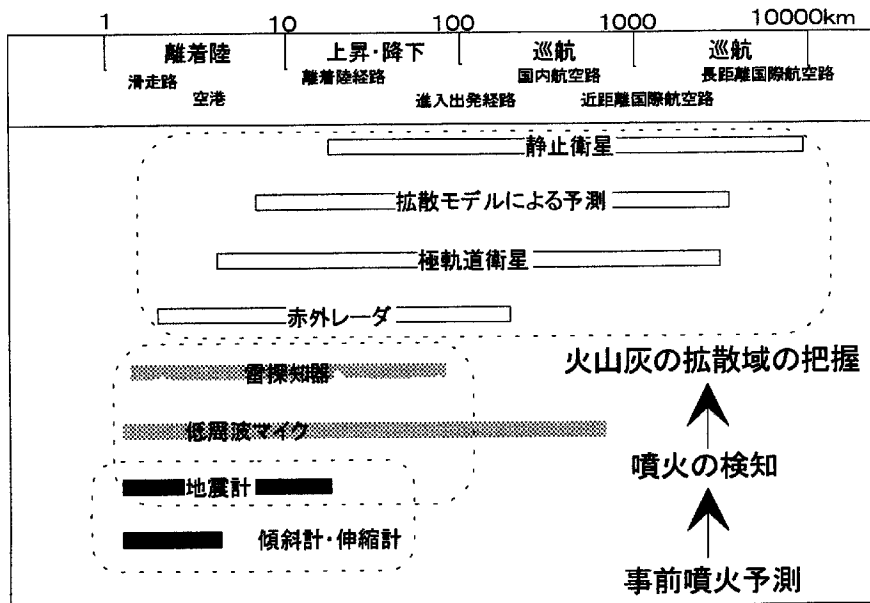 1 10 100 1000 10000km
離着陸 上昇・降下 巡航 巡航
滑走路 離着陸経路 国内航空路 長距離国際航空路
空港 進入出発経路 近距離国際航空路
静止衛星
拡散モデルによる予測
極軌道衛星
赤外レーダ
火山灰の拡散域の把握
雷探知器
低周波マイク
噴火の検知
地震計
傾斜計・伸縮計
事前噴火予測